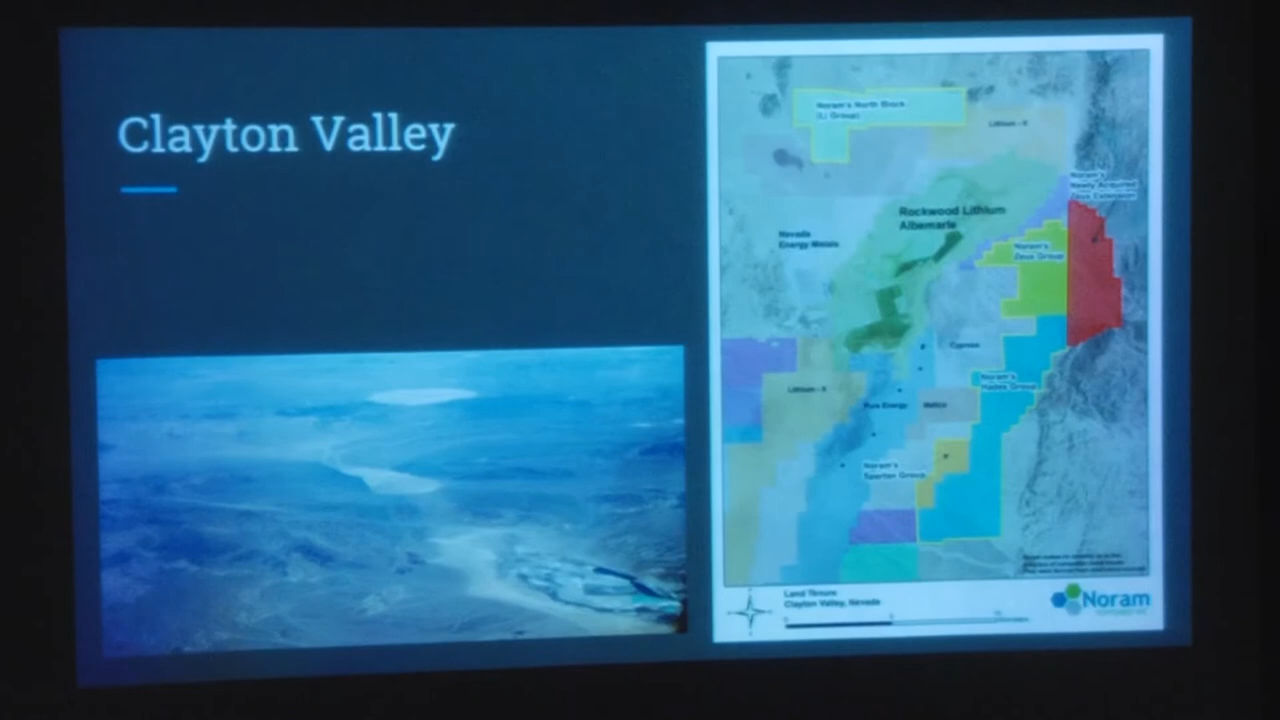 Clayton Valley
Noram's North Block
(Li Group)
Lithium - X
Noram's
Newly Acquired
Zeus Extension
Rockwood Lithium
Albemarle
Nevada
Energy Metals
Noram's
Zeus Group
Cypress
Noram's
Hades Group
Lithium - X
Pure Energy
Noram's
Spartan Group
Land Tenure
Clayton Valley, Nevada
Noram